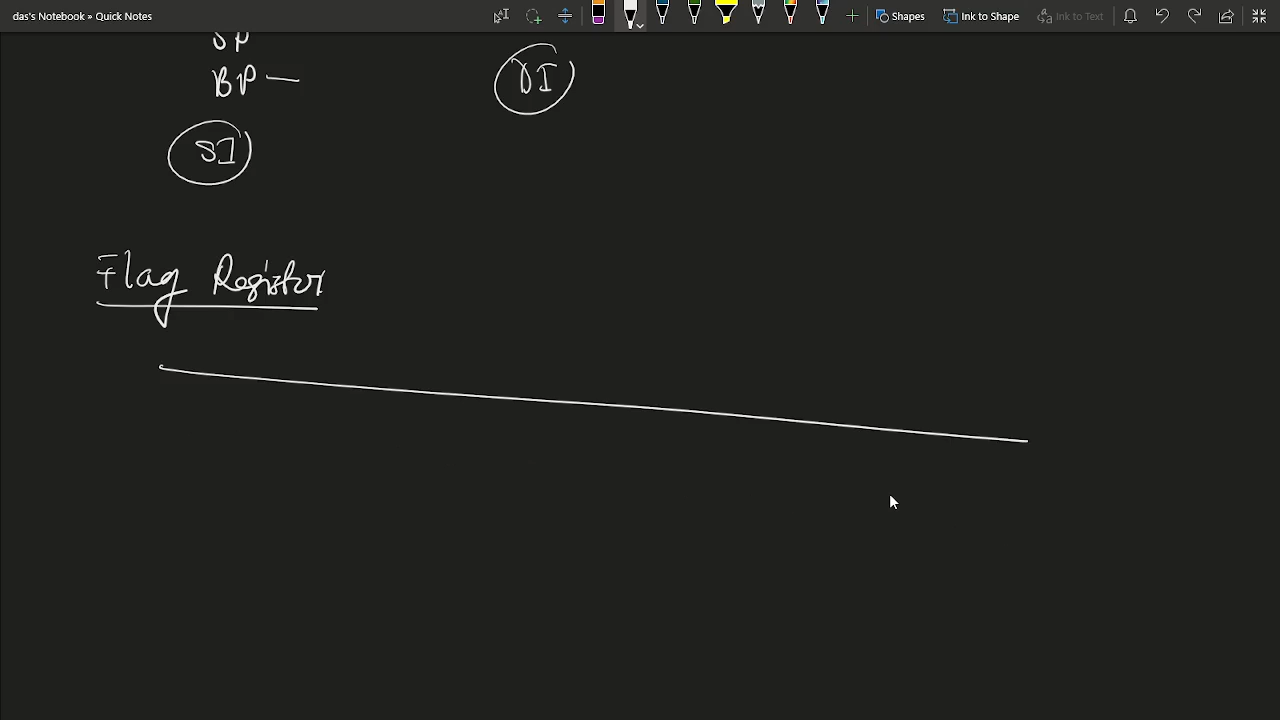 das's Notebook » Quick Notes
Shapes
Ink to Shape
Ink to Text
SP
BP —
DI
SI
Flag Register